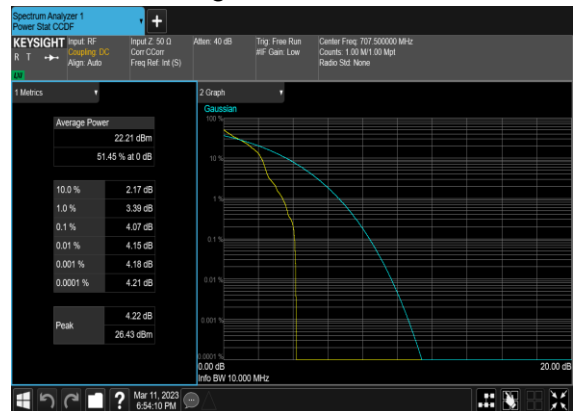 Spectrum Analyzer 1
Power Stat CCDF
KEYSIGHT
R T
LXI
Input: RF
Coupling: DC
Align: Auto
Input Z: 50 Ω
Corr CCorr
Freq Ref: Int (S)
Atten: 40 dB
Trig: Free Run
#IF Gain: Low
Center Freq: 707.500000 MHz
Counts: 1.00 M/1.00 Mpt
Radio Std: None
1 Metrics
Average Power
22.21 dBm
51.45 % at 0 dB
10.0 % 2.17 dB
1.0 % 3.39 dB
0.1 % 4.07 dB
0.01 % 4.15 dB
0.001 % 4.18 dB
0.0001 % 4.21 dB
Peak 4.22 dB
26.43 dBm
2 Graph
Gaussian
100 %
10 %
1 %
0.1 %
0.01 %
0.001 %
0.0001 %
0.00 dB 20.00 dB
Info BW 10.000 MHz
Mar 11, 2023
6:54:10 PM